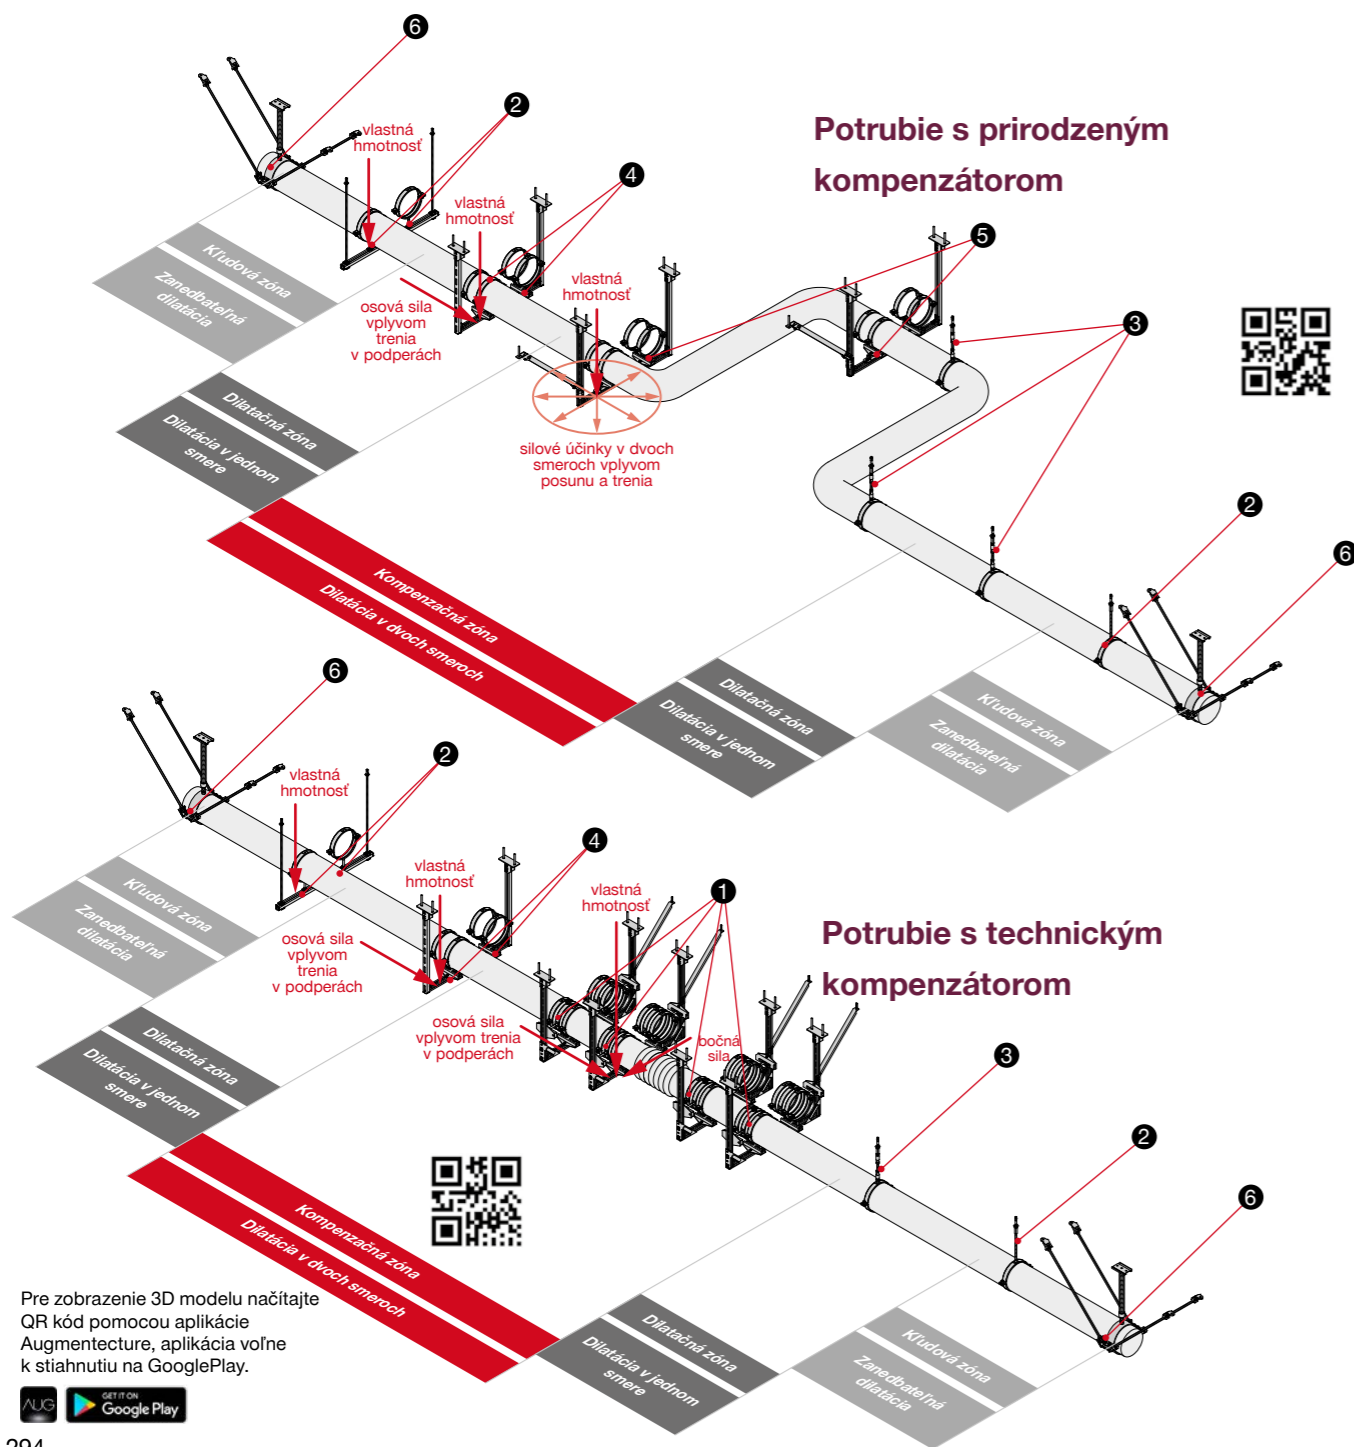 6
2
vlastná
hmotnosť
4
vlastná
hmotnosť
Potrubie s prirodzeným
kompenzátorom
5
vlastná
hmotnosť
osová sila
vplyvom
trenia
v podperách
3
Kľudová zóna
Zanedbateľná
dilatácia
Dilatačná zóna
Dilatácia v jednom
smere
silové účinky v dvoch
smeroch vplyvom
posunu a trenia
2
6
Kompenzačná zóna
Dilatácia v dvoch smeroch
Dilatačná zóna
Dilatácia v jednom
smere
Kľudová zóna
Zanedbateľná
dilatácia
6
2
vlastná
hmotnosť
4
vlastná
hmotnosť
1
vlastná
hmotnosť
Potrubie s technickým
kompenzátorom
osová sila
vplyvom
trenia
v podperách
osová sila
vplyvom trenia
v podperách
bočná
sila
Kľudová zóna
Zanedbateľná
dilatácia
Dilatačná zóna
Dilatácia v jednom
smere
3
2
6
Kompenzačná zóna
Dilatácia v dvoch smeroch
Dilatačná zóna
Dilatácia v jednom
smere
Kľudová zóna
Zanedbateľná
dilatácia
Pre zobrazenie 3D modelu načítajte
QR kód pomocou aplikácie
Augmentecture, aplikácia voľne
k stiahnutiu na GooglePlay.
AUG
GET IT ON
Google Play
294